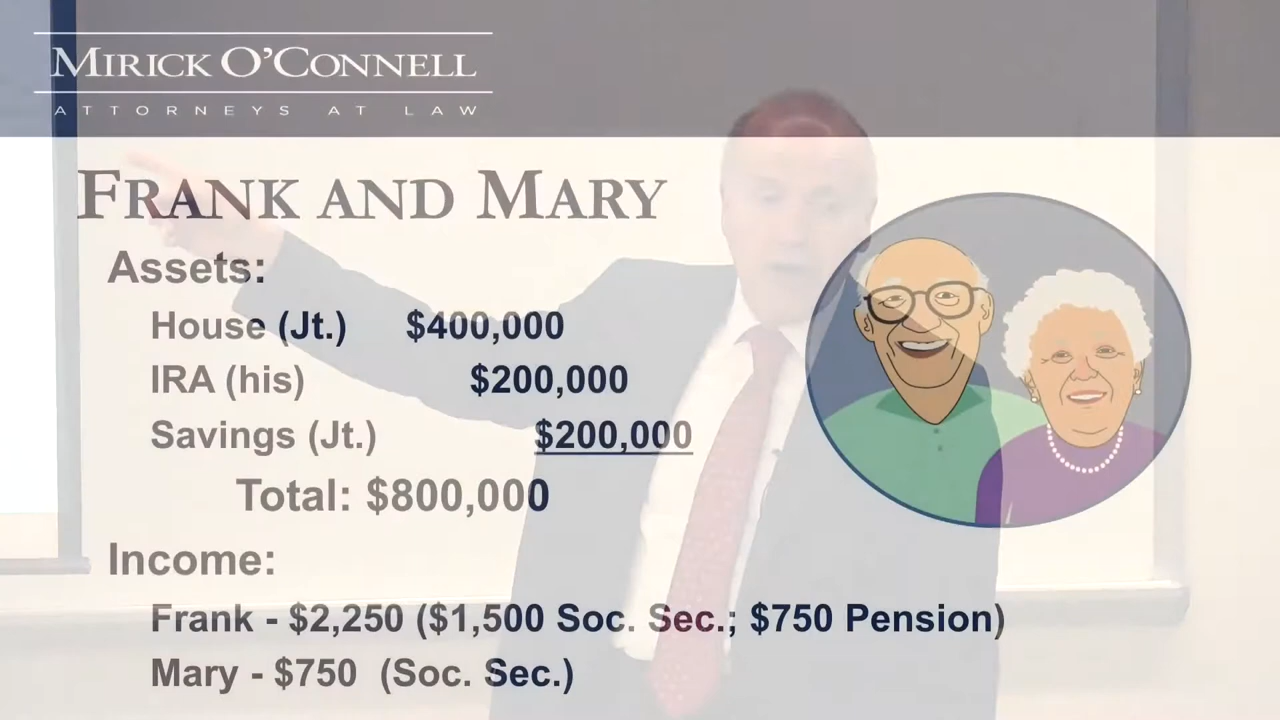 MIRICK O'CONNELL
ATTORNEYS AT LAW
FRANK AND MARY
Assets:
House (Jt.) $400,000
IRA (his) $200,000
Savings (Jt.) $200,000
Total: $800,000
Income:
Frank - $2,250 ($1,500 Soc. Sec.; $750 Pension)
Mary - $750 (Soc. Sec.)